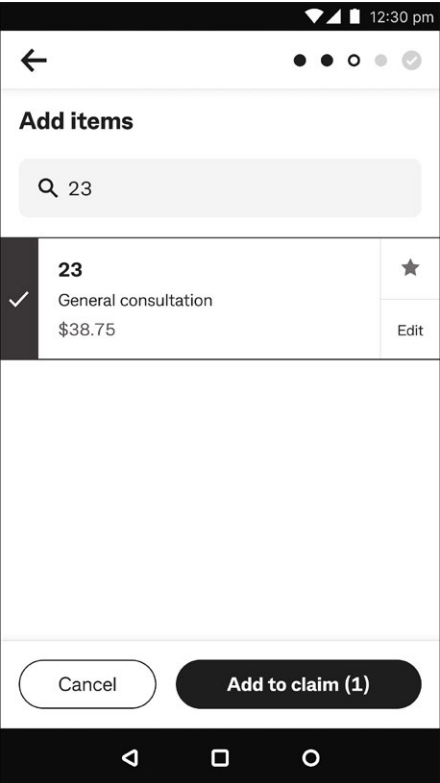 12:30 pm
Add items
23
23
General consultation
$38.75
Edit
Cancel
Add to claim (1)